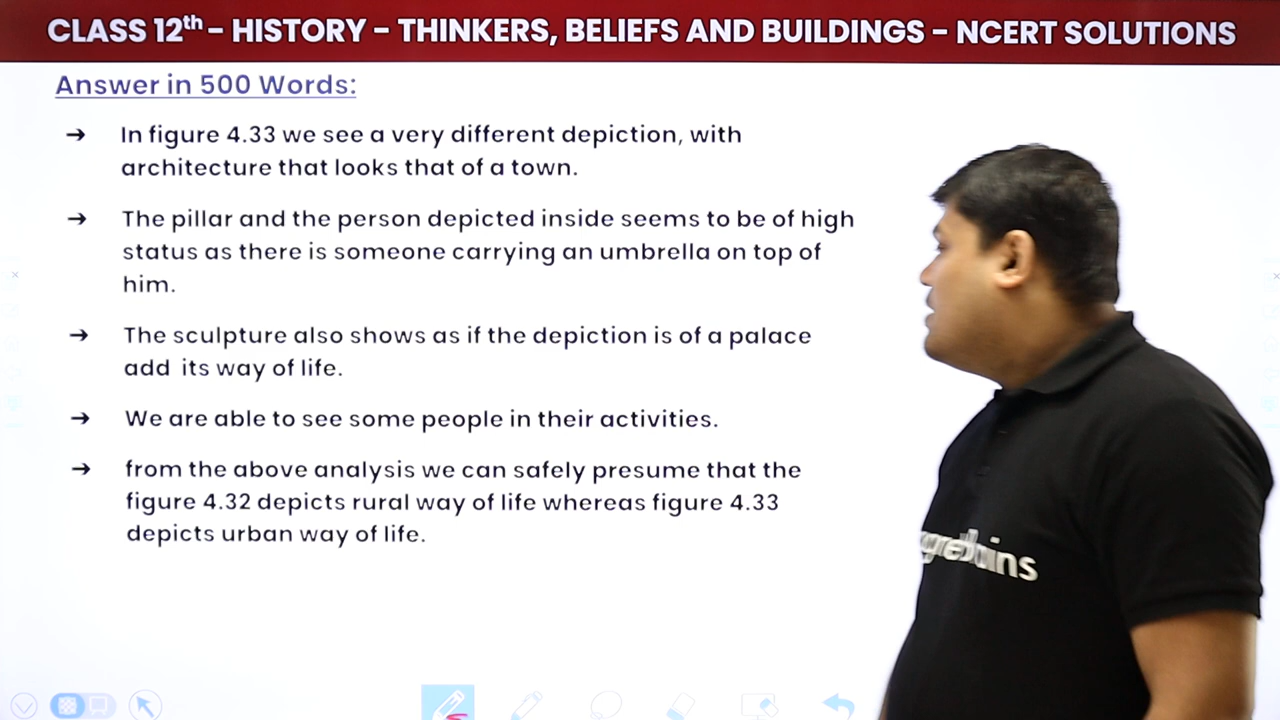 CLASS 12th – HISTORY – THINKERS, BELIEFS AND BUILDINGS – NCERT SOLUTIONS
Answer in 500 Words:
→ In figure 4.33 we see a very different depiction, with
architecture that looks that of a town.
→ The pillar and the person depicted inside seems to be of high
status as there is someone carrying an umbrella on top of
him.
→ The sculpture also shows as if the depiction is of a palace
add its way of life.
→ We are able to see some people in their activities.
→ from the above analysis we can safely presume that the
figure 4.32 depicts rural way of life whereas figure 4.33
depicts urban way of life.